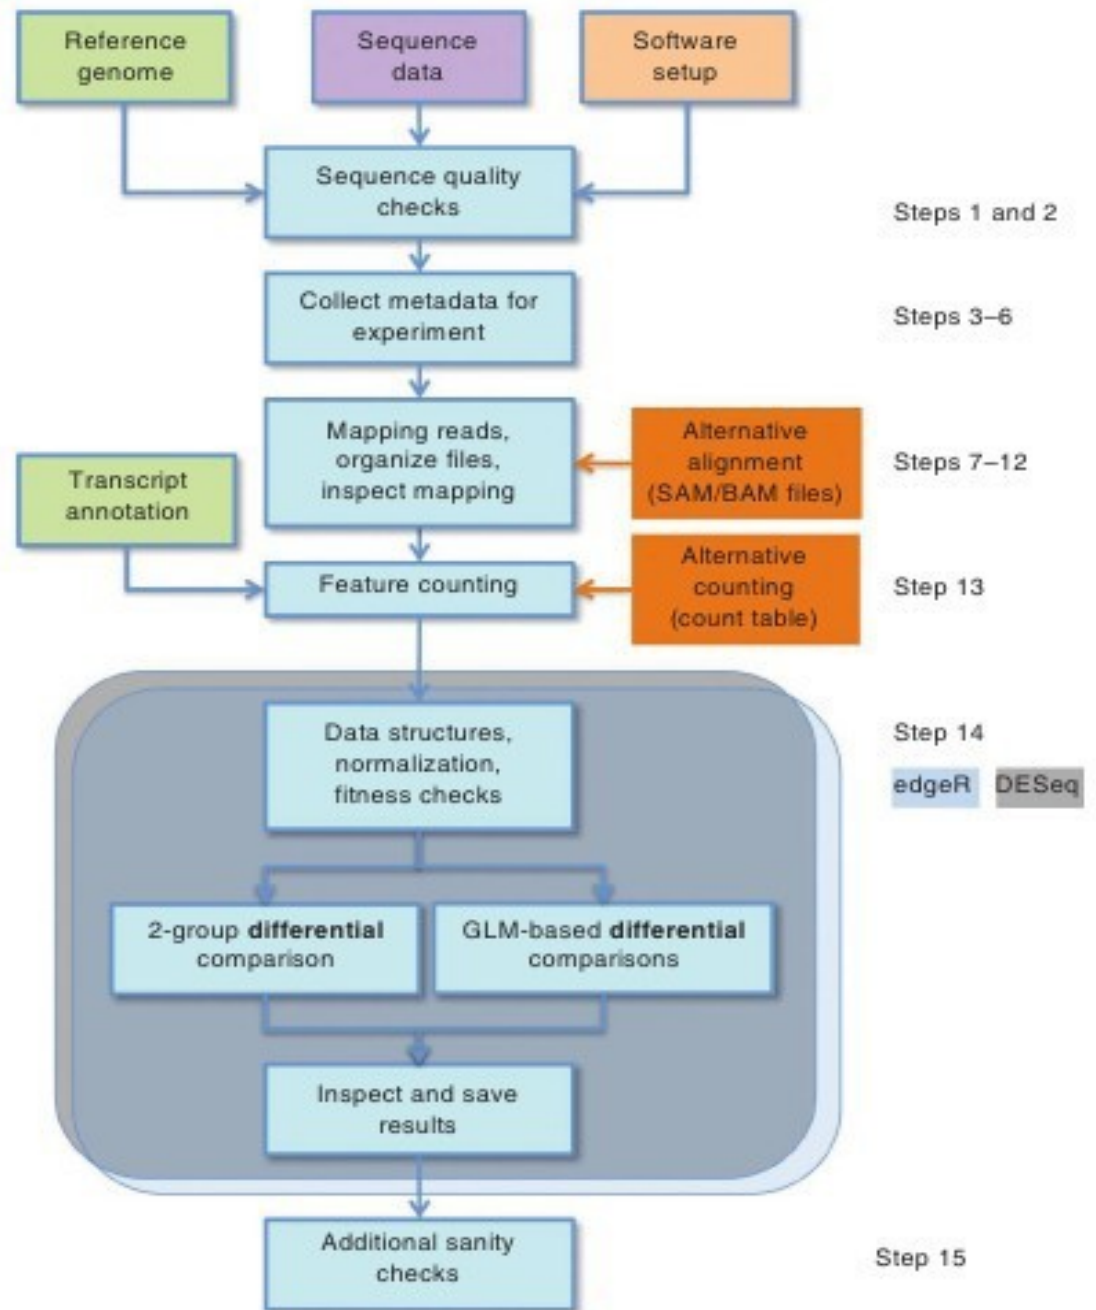 Reference
genome
Sequence
data
Software
setup
Sequence quality
checks
Steps 1 and 2
Collect metadata for
experiment
Steps 3–6
Mapping reads,
organize files,
inspect mapping
Alternative
alignment
(SAM/BAM files)
Steps 7–12
Transcript
annotation
Feature counting
Alternative
counting
(count table)
Step 13
Data structures,
normalization,
fitness checks
Step 14
edgeR DESeq
2-group differential
comparison
GLM-based differential
comparisons
Inspect and save
results
Additional sanity
checks
Step 15